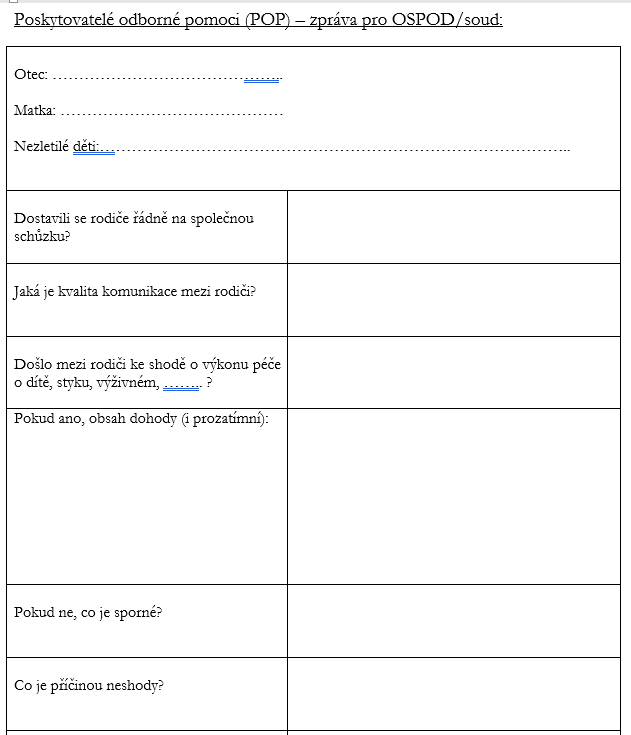 Poskytovatelé odborné pomoci (POP) – zpráva pro OSPOD/soud:
Otec: ……………………………………..
Matka: ……………………………………
Nezletilé děti:…………………………………………………………………………..
Dostavili se rodiče řádně na společnou
schůzku?
Jaká je kvalita komunikace mezi rodiči?
Došlo mezi rodiči ke shodě o výkonu péče
o dítě, styku, výživném, …….. ?
Pokud ano, obsah dohody (i prozatímní):
Pokud ne, co je sporné?
Co je příčinou neshody?